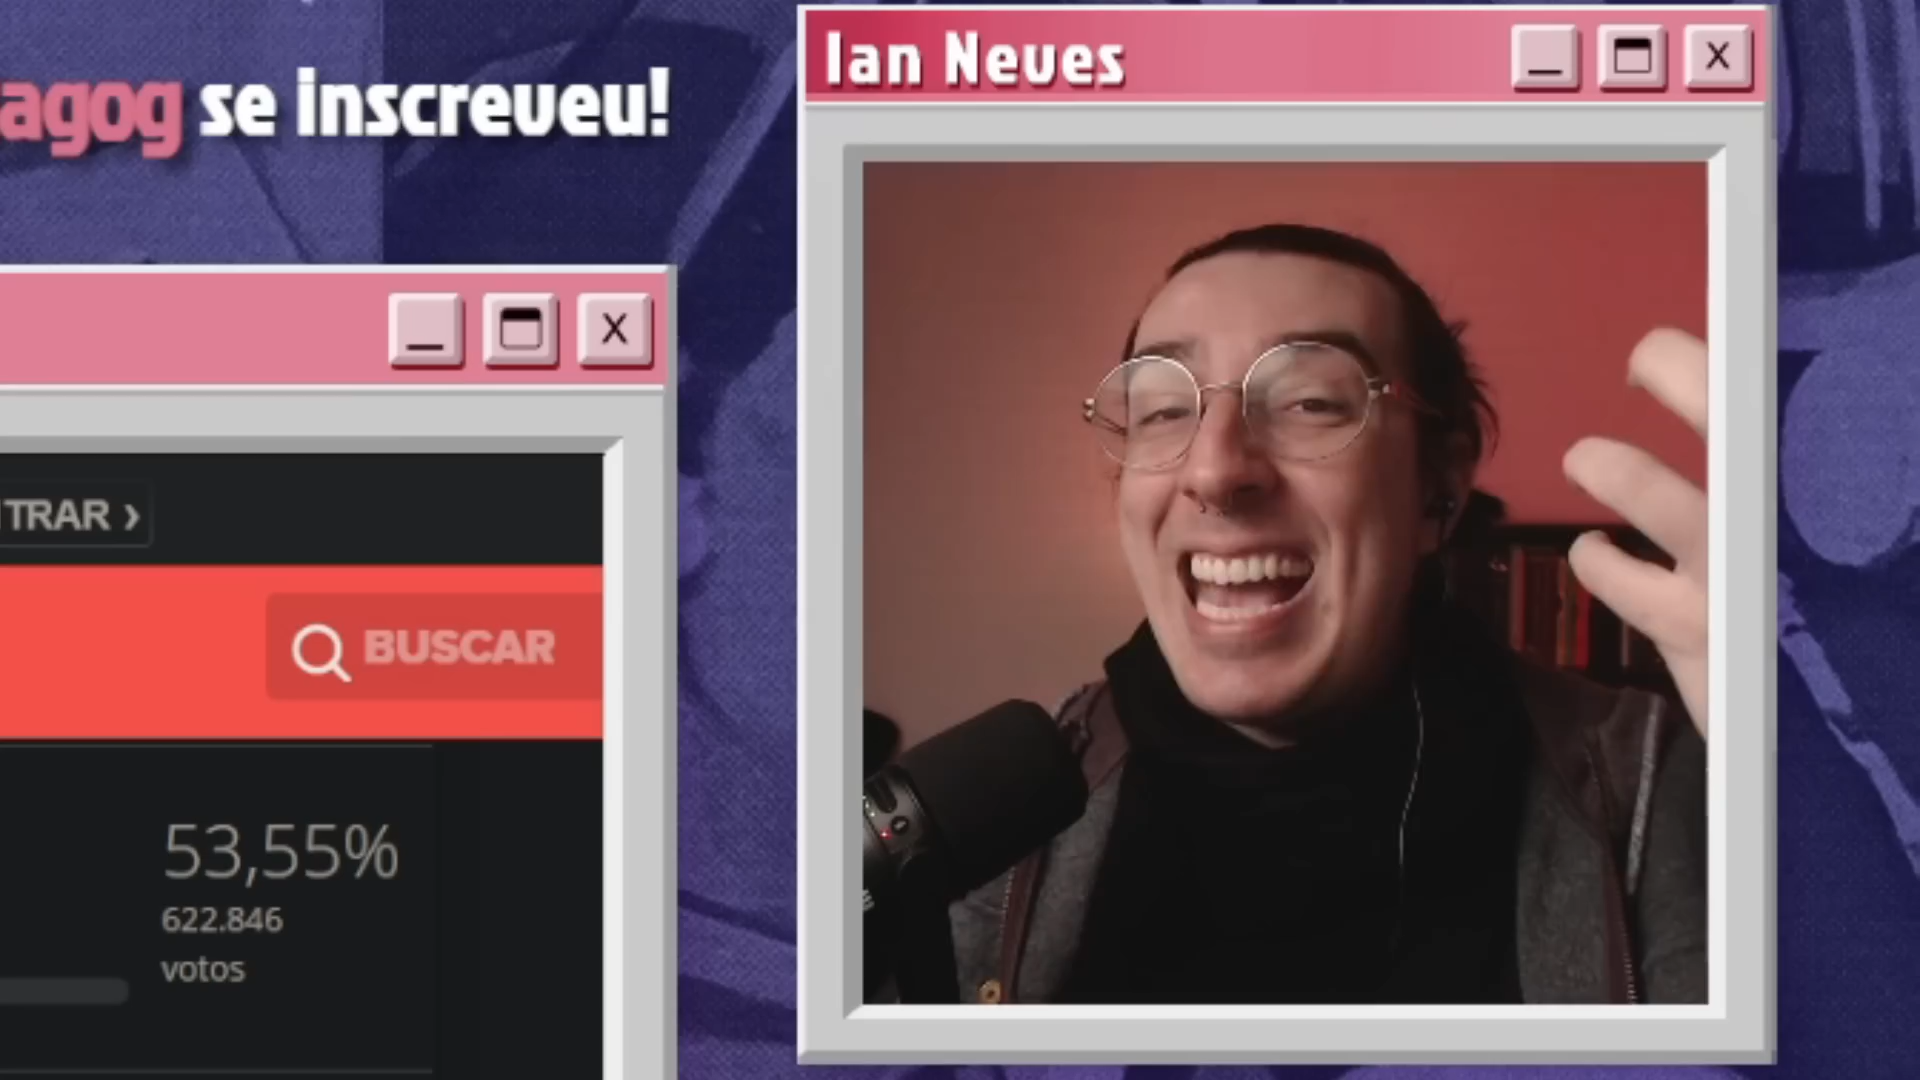 agog se inscreveu!
Ian Neves
X
X
TRAR ›
BUSCAR
53,55%
622.846
votos